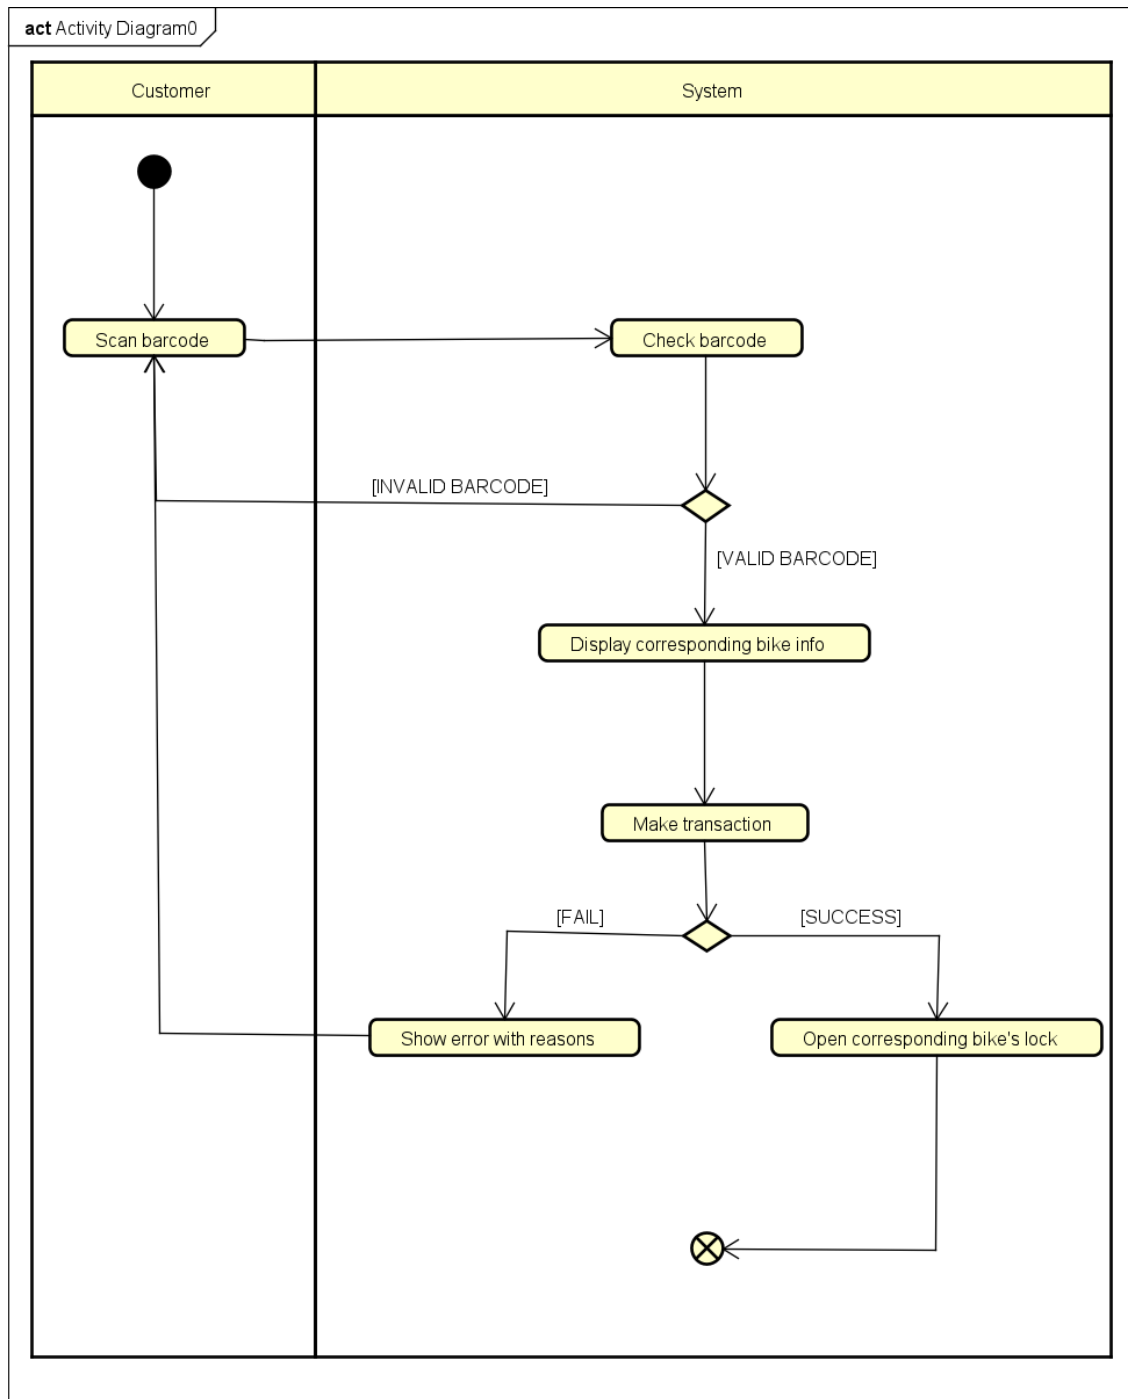 act Activity Diagram0
Customer
System
Scan barcode
Check barcode
[INVALID BARCODE]
[VALID BARCODE]
Display corresponding bike info
Make transaction
[FAIL]
[SUCCESS]
Show error with reasons
Open corresponding bike's lock